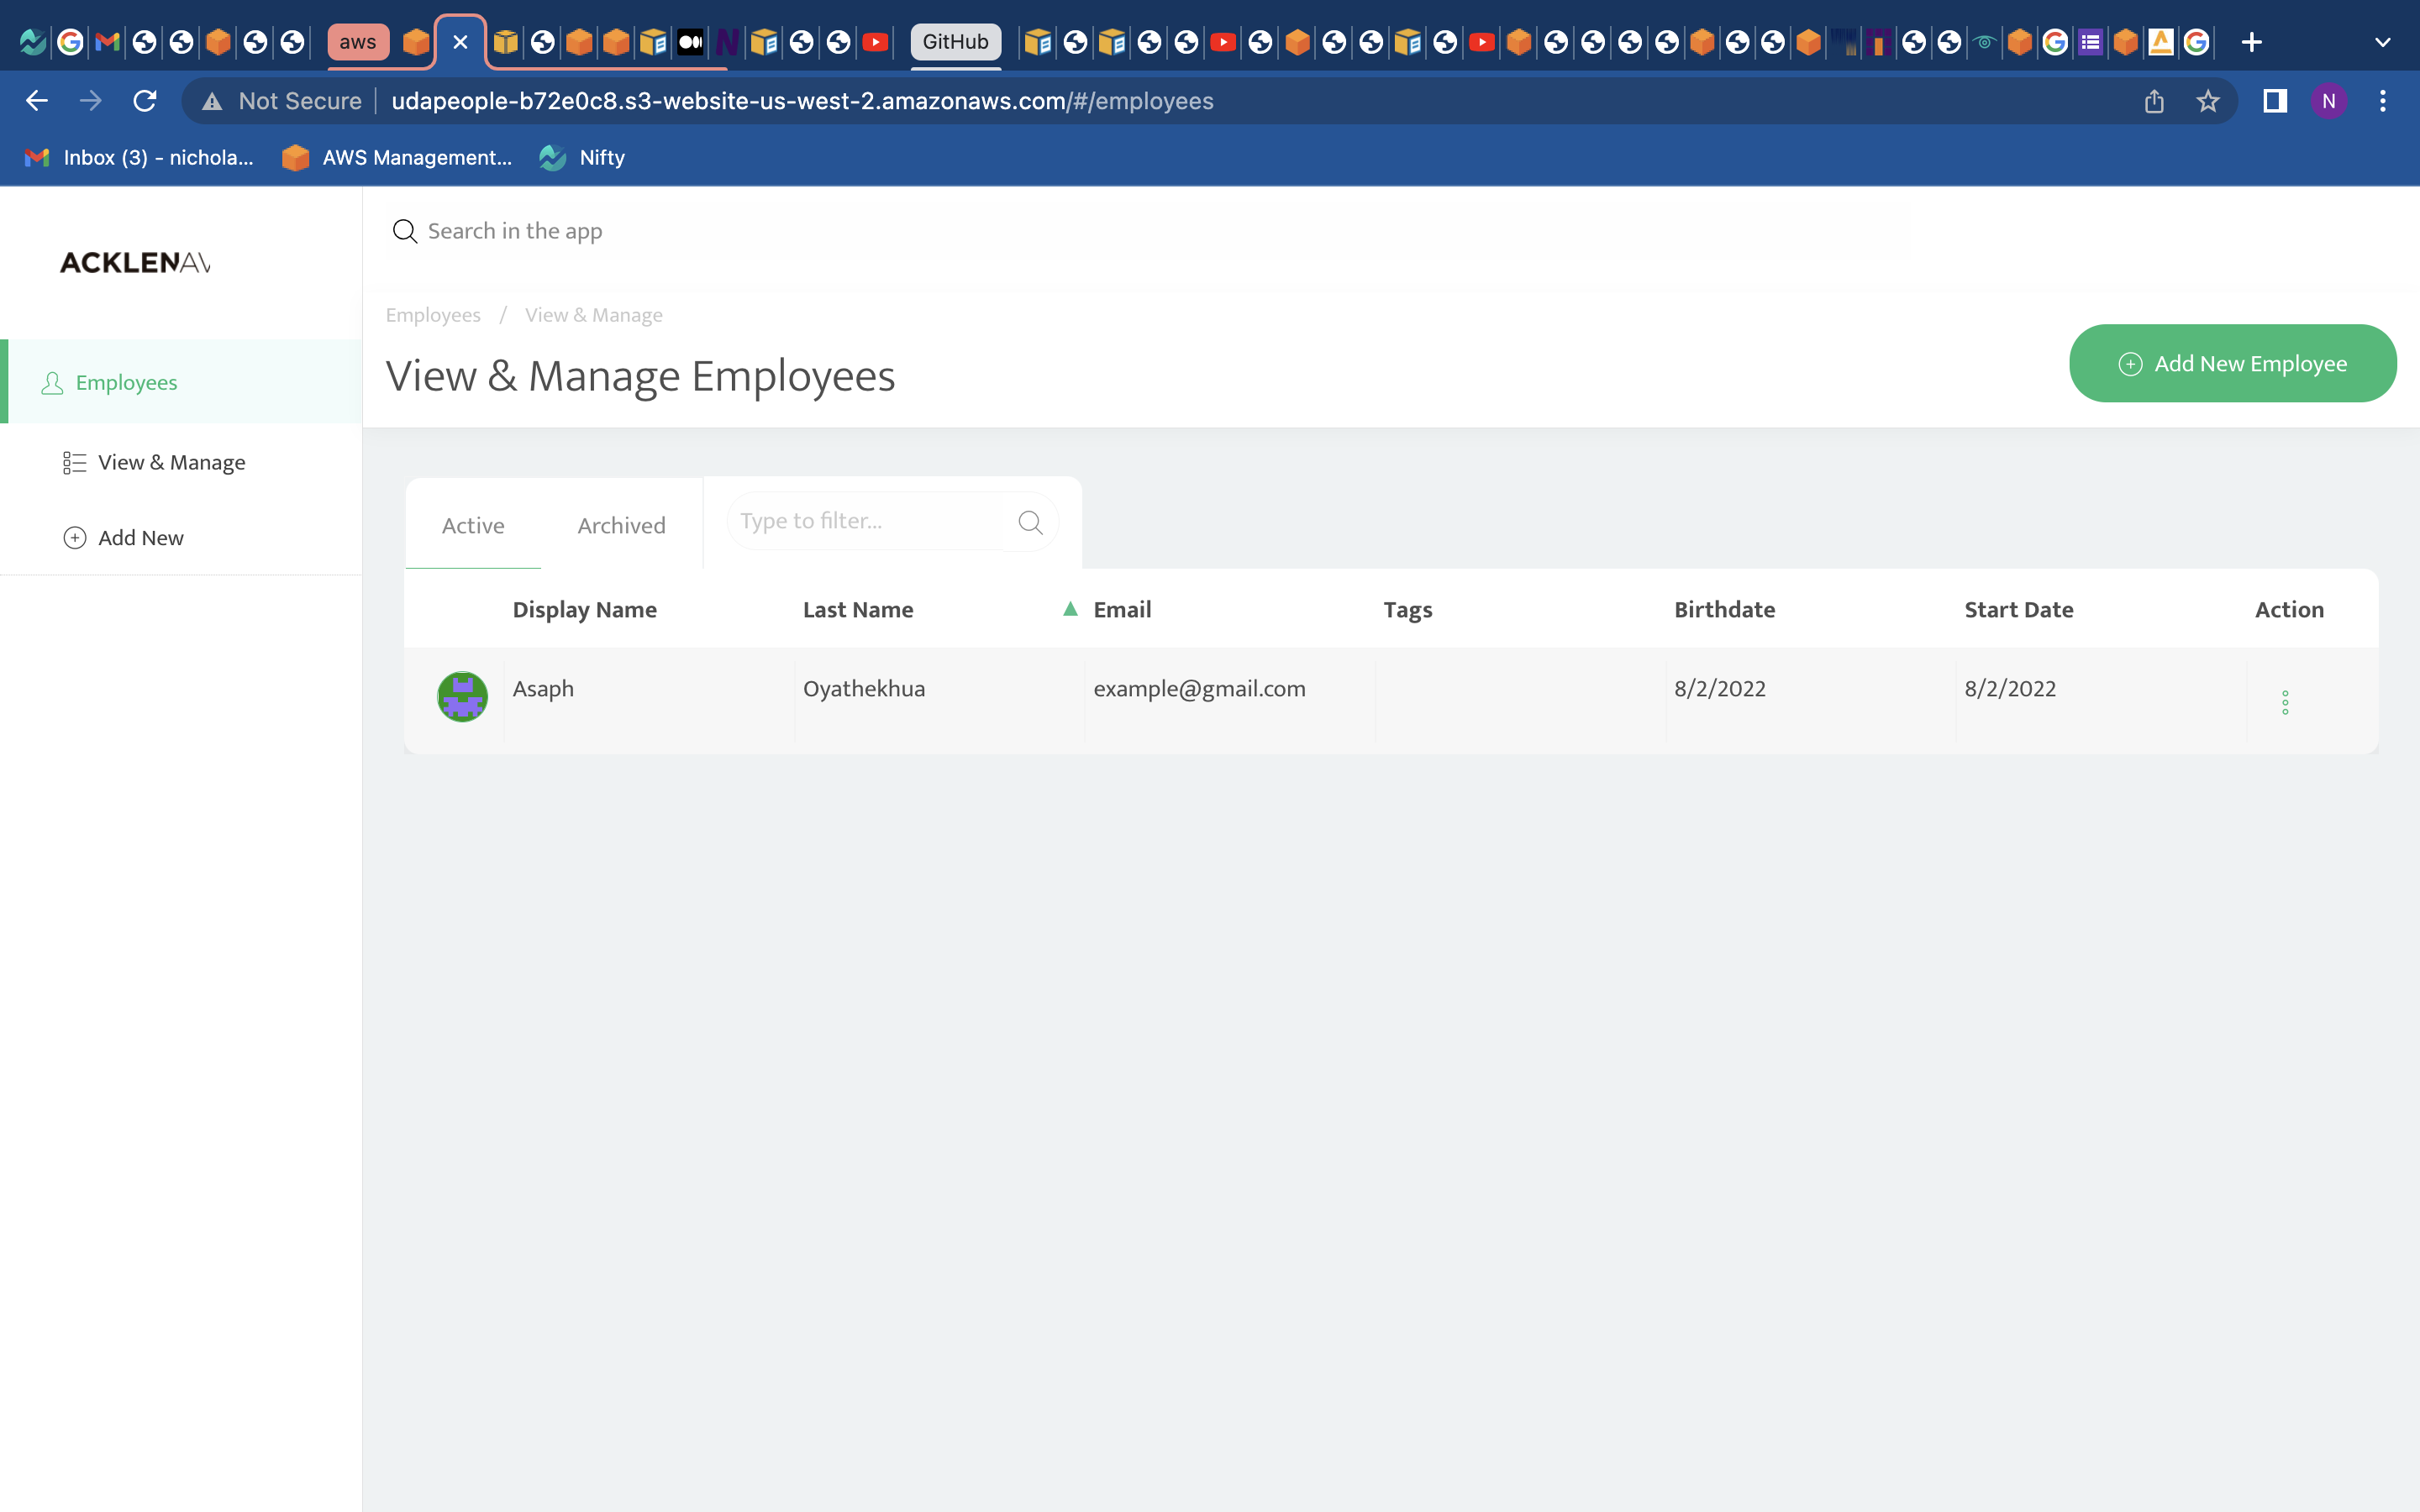 aws
GitHub
Not Secure
udapeople-b72e0c8.s3-website-us-west-2.amazonaws.com/#/employees
N
Inbox (3) - nichola...
AWS Management...
Nifty
ACKLENAV
Search in the app
Employees / View & Manage
View & Manage Employees
Add New Employee
Employees
View & Manage
Add New
Active
Archived
Type to filter...
Display Name Last Name Email Tags Birthdate Start Date Action
Asaph Oyathekhua example@gmail.com 8/2/2022 8/2/2022